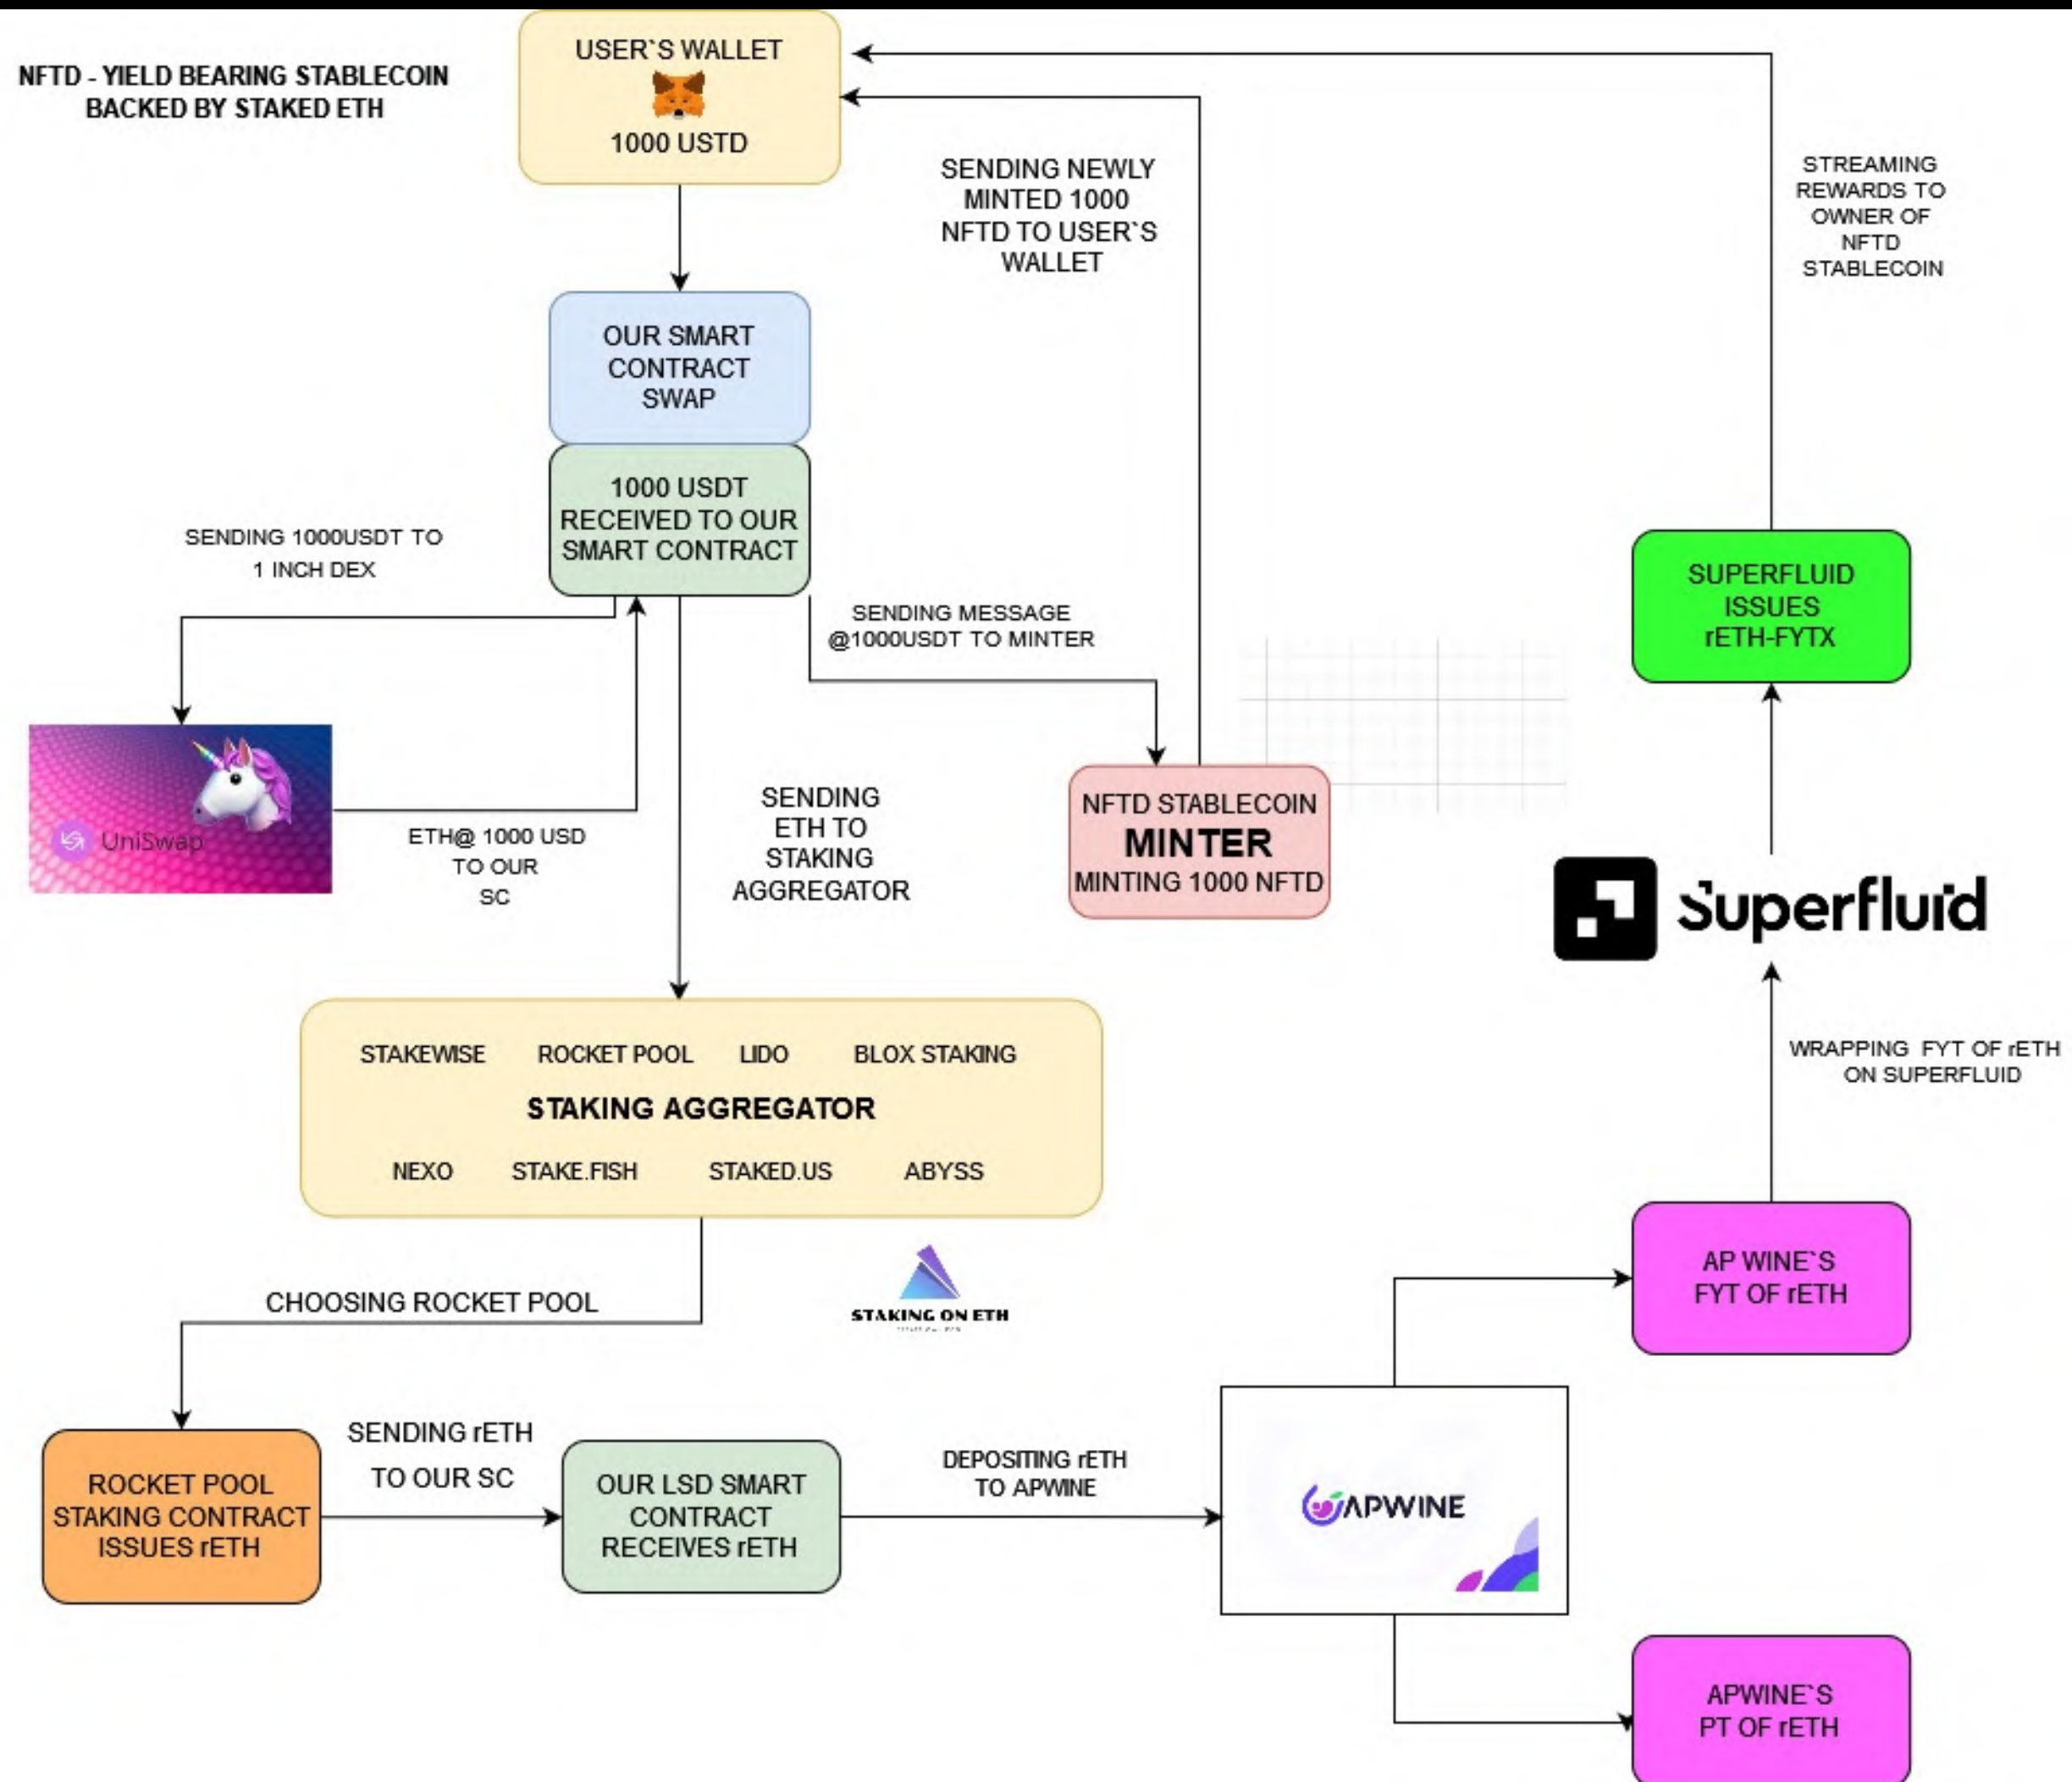 NFTD - YIELD BEARING STABLECOIN
BACKED BY STAKED ETH
USER`S WALLET
1000 USTD
SENDING NEWLY
MINTED 1000
NFTD TO USER`S
WALLET
STREAMING
REWARDS TO
OWNER OF
NFTD
STABLECOIN
OUR SMART
CONTRACT
SWAP
1000 USDT
RECEIVED TO OUR
SMART CONTRACT
SENDING 1000USDT TO
1 INCH DEX
SENDING MESSAGE
@1000USDT TO MINTER
SUPERFLUID
ISSUES
rETH-FYTX
UniSwap
ETH@ 1000 USD
TO OUR
SC
SENDING
ETH TO
STAKING
AGGREGATOR
NFTD STABLECOIN
MINTER
MINTING 1000 NFTD
Superfluid
WRAPPING FYT OF rETH
ON SUPERFLUID
STAKEWISE ROCKET POOL LIDO BLOX STAKING
STAKING AGGREGATOR
NEXO STAKE.FISH STAKED.US ABYSS
STAKING ON ETH
CHOOSING ROCKET POOL
AP WINE`S
FYT OF rETH
ROCKET POOL
STAKING CONTRACT
ISSUES rETH
SENDING rETH
TO OUR SC
OUR LSD SMART
CONTRACT
RECEIVES rETH
DEPOSITING rETH
TO APWINE
APWINE
APWINE`S
PT OF rETH